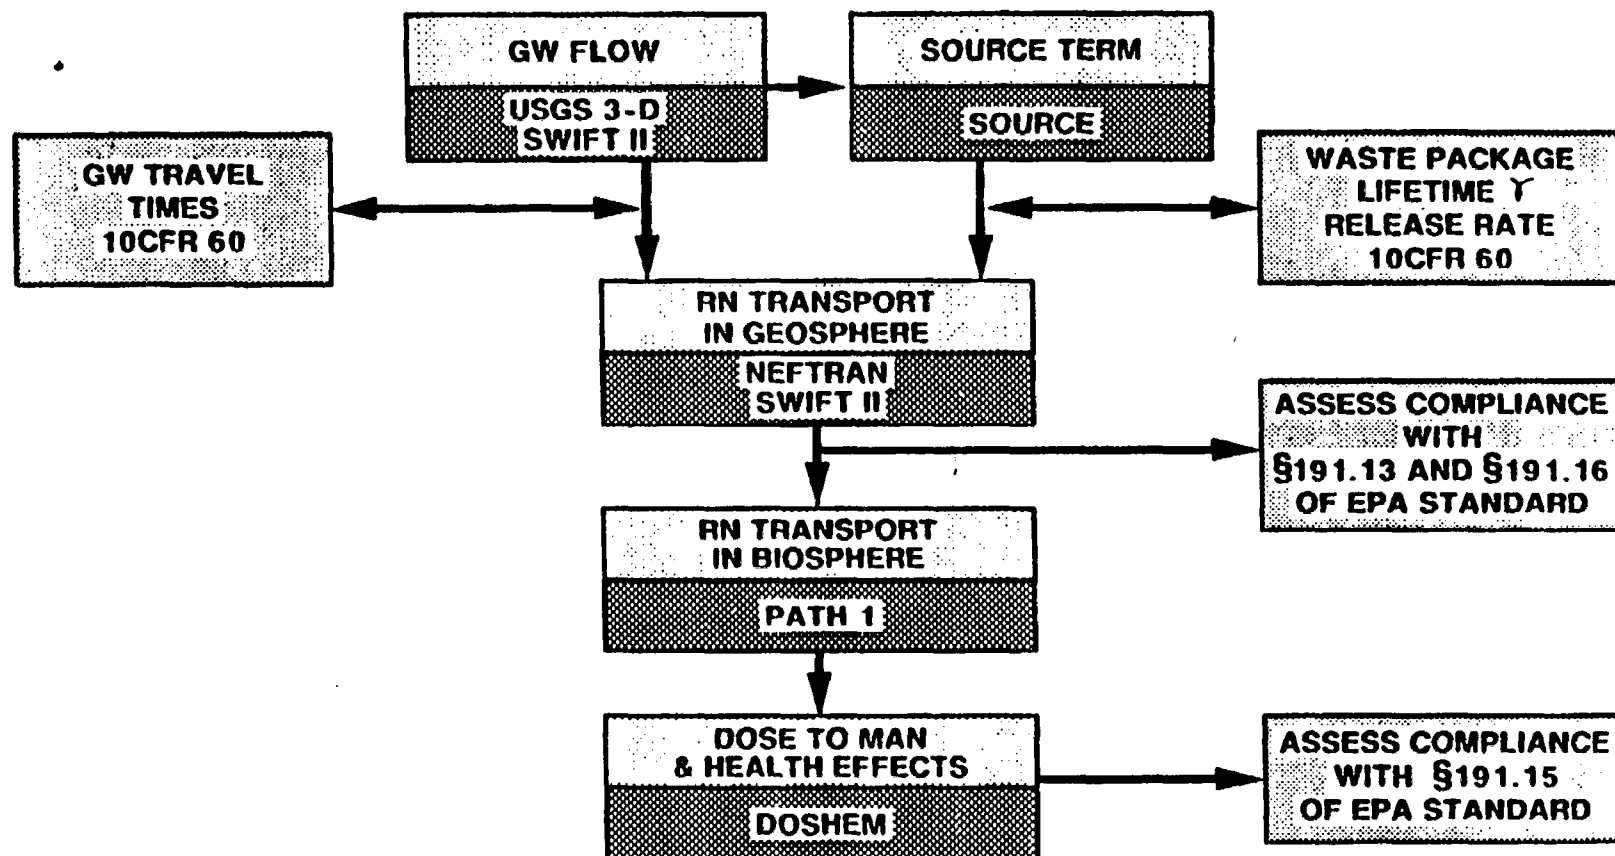 GW FLOW
USGS 3-D
SWIFT II
SOURCE TERM
SOURCE
GW TRAVEL
TIMES
10CFR 60
WASTE PACKAGE
LIFETIME
RELEASE RATE
10CFR 60
RN TRANSPORT
IN GEOSPHERE
NEFTRAN
SWIFT II
ASSESS COMPLIANCE
WITH
§191.13 AND §191.16
OF EPA STANDARD
RN TRANSPORT
IN BIOSPHERE
PATH 1
DOSE TO MAN
& HEALTH EFFECTS
DOSHEM
ASSESS COMPLIANCE
WITH §191.15
OF EPA STANDARD